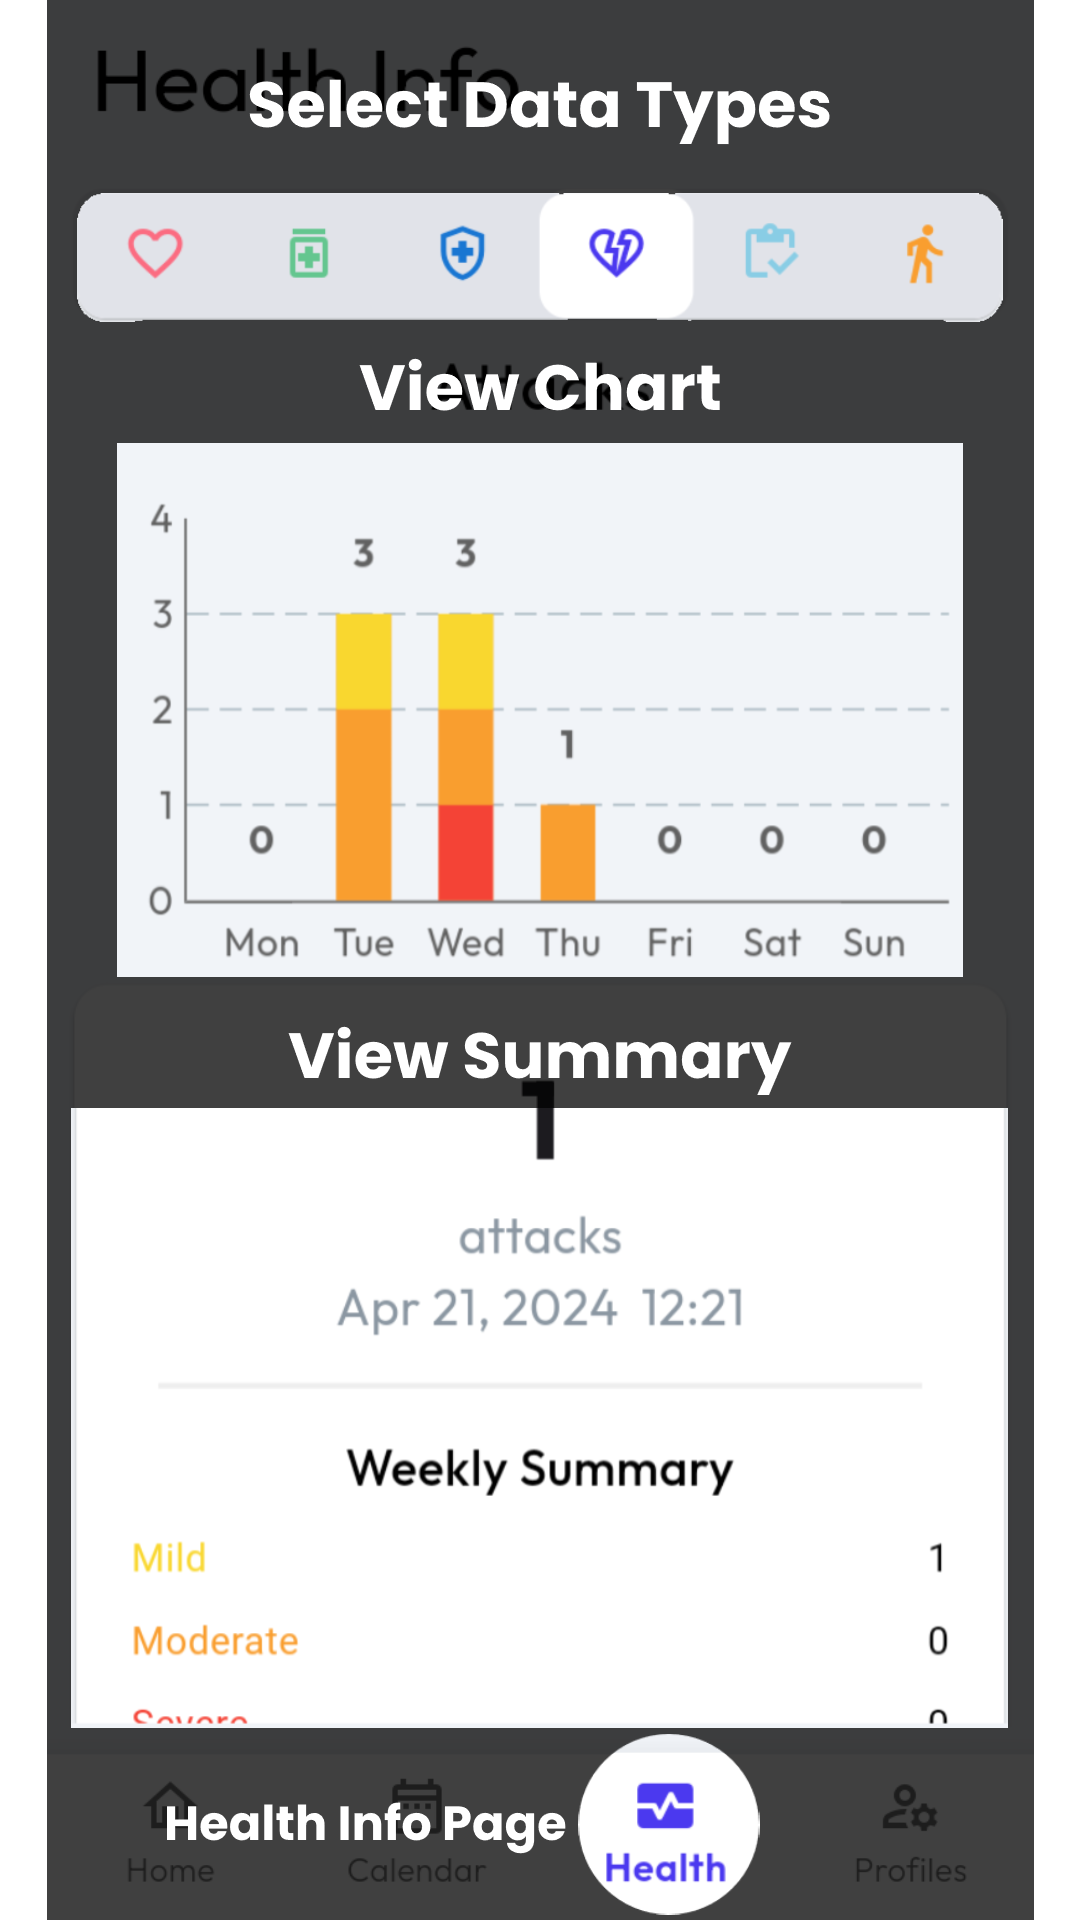 Health Info
Select Data Types
Attacks
View Chart
4
3 3
3
2
1
1
0 0 0 0
0
Mon Tue Wed Thu Fri Sat Sun
View Summary
1
attacks
Apr 21, 2024 12:21
Weekly Summary
Mild 1
Moderate 0
Severe 0
Health Info Page
Home Calendar Health Profiles